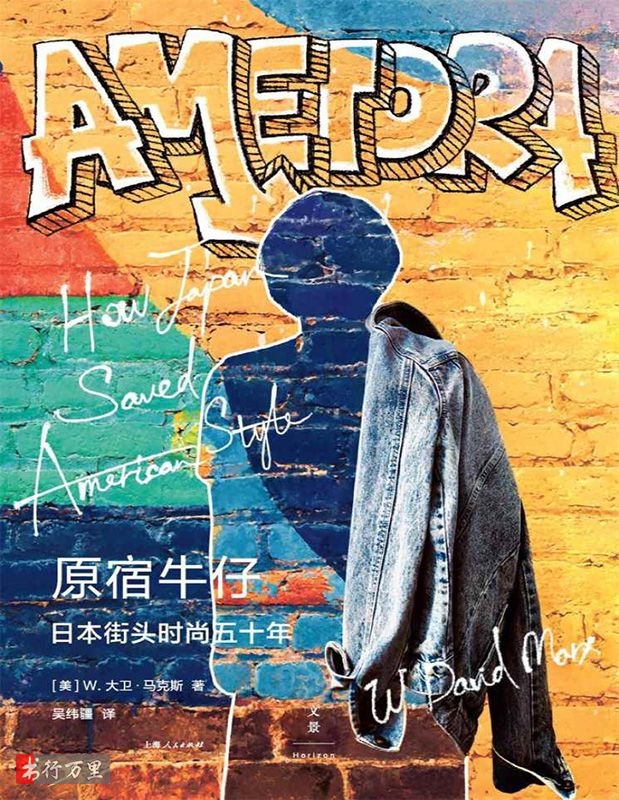 AMETORA
How Japan
Saved
American Style
原宿牛仔
日本街头时尚五十年
[美] W. 大卫·马克斯 著
吴纬疆 译
W David Marx
上海人民出版社
文景
Horizon
书行万里